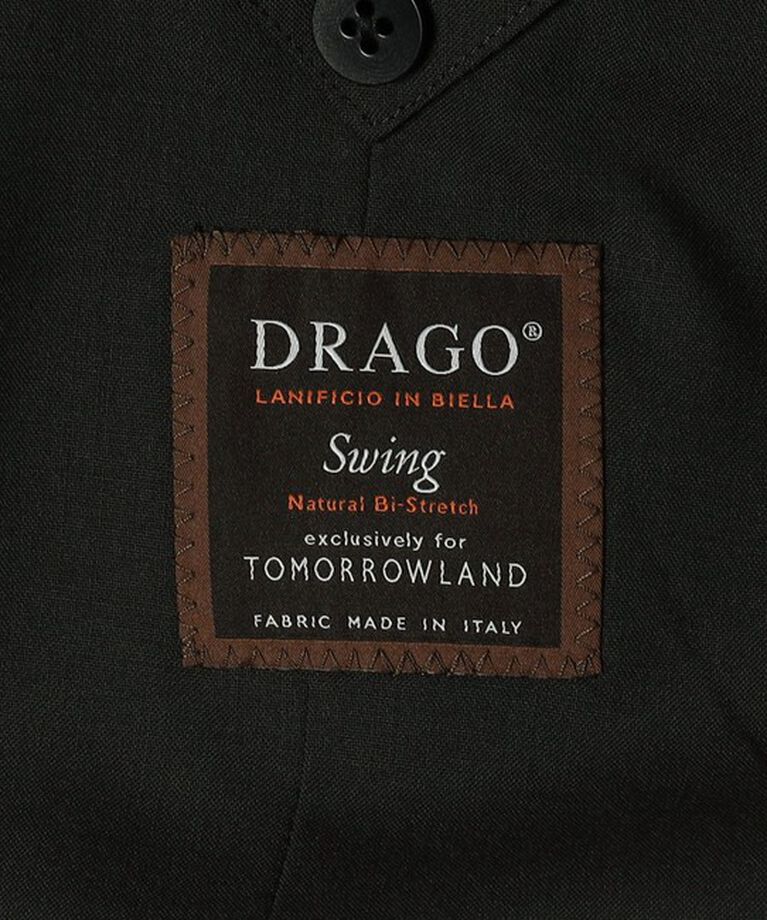 DRAGO®
LANIFICIO IN BIELLA
Swing
Natural Bi-Stretch
exclusively for
TOMORROWLAND
FABRIC MADE IN ITALY